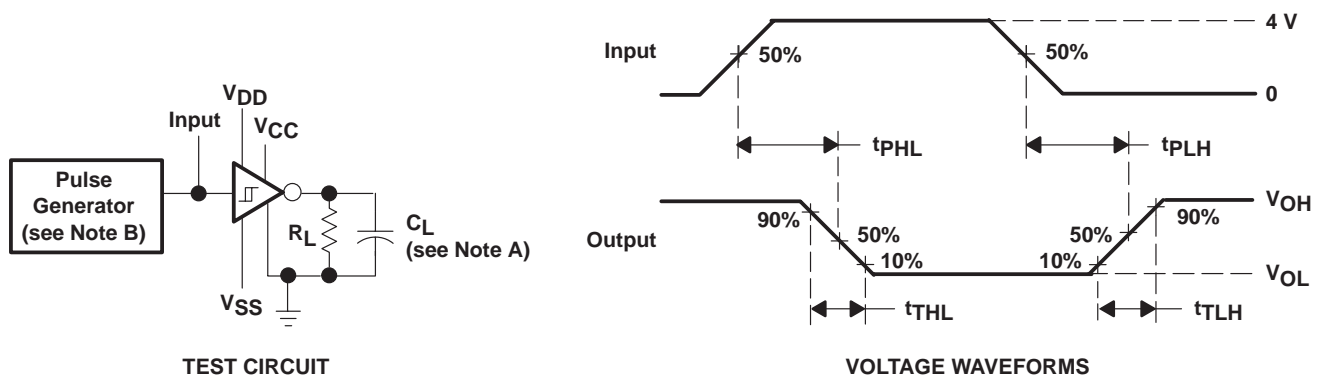 VDD
Input
VCC
Pulse
Generator
(see Note B)
RL
CL
(see Note A)
VSS
TEST CIRCUIT
4 V
Input
50%
50%
0
tPHL
tPLH
VOH
90%
90%
Output
50%
50%
10%
10%
VOL
tTHL
tTLH
VOLTAGE WAVEFORMS